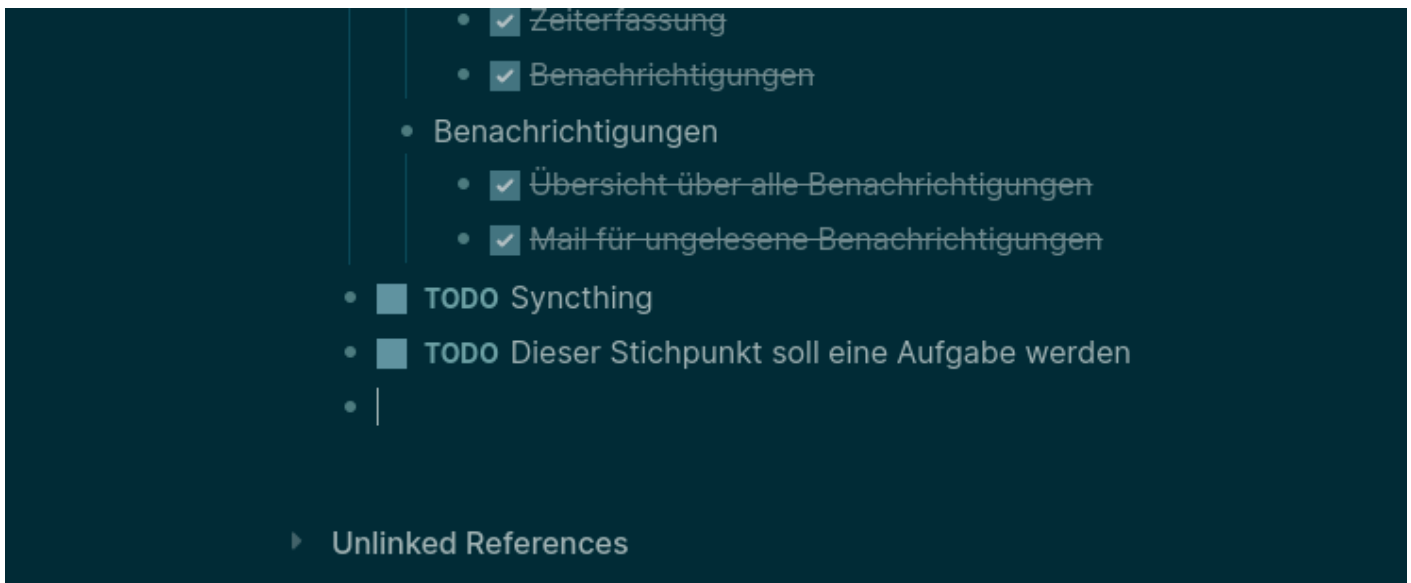 Zeiterfassung
Benachrichtigungen
Benachrichtigungen
Übersicht über alle Benachrichtigungen
Mail für ungelesene Benachrichtigungen
TODO Syncthing
TODO Dieser Stichpunkt soll eine Aufgabe werden
Unlinked References